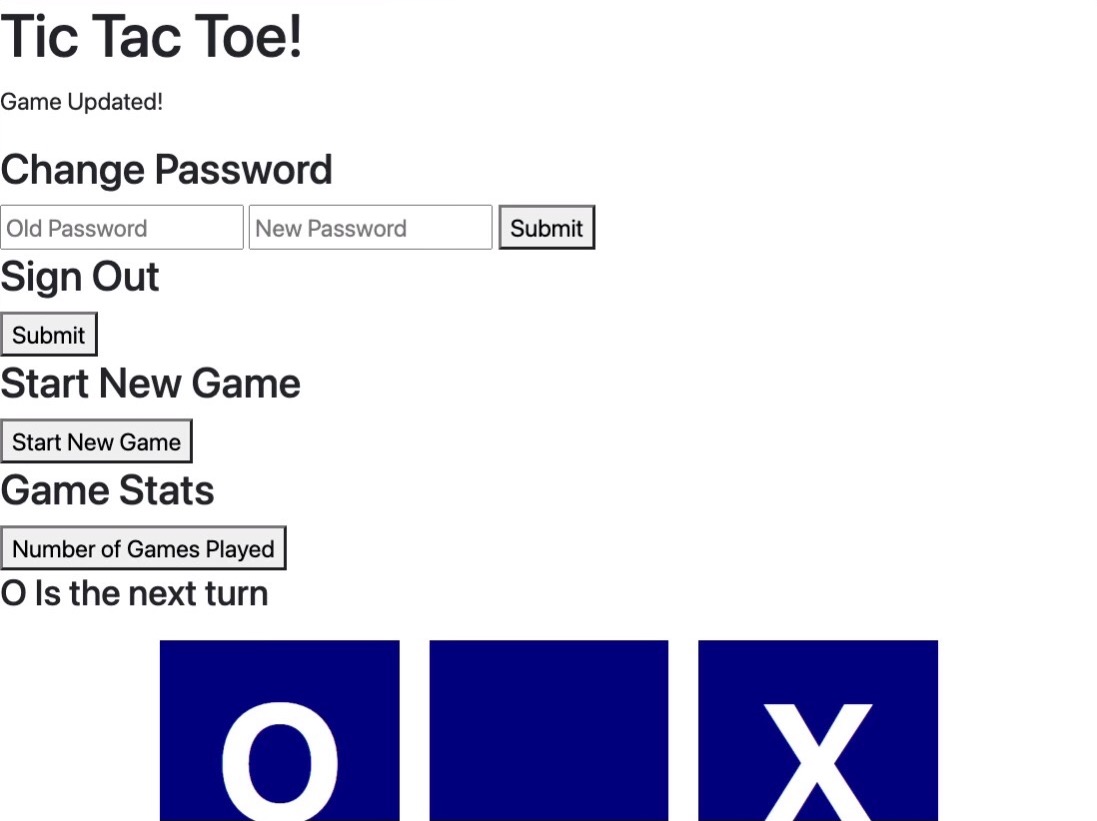 Tic Tac Toe!
Game Updated!
Change Password
Old Password New Password Submit
Sign Out
Submit
Start New Game
Start New Game
Game Stats
Number of Games Played
O Is the next turn
O X